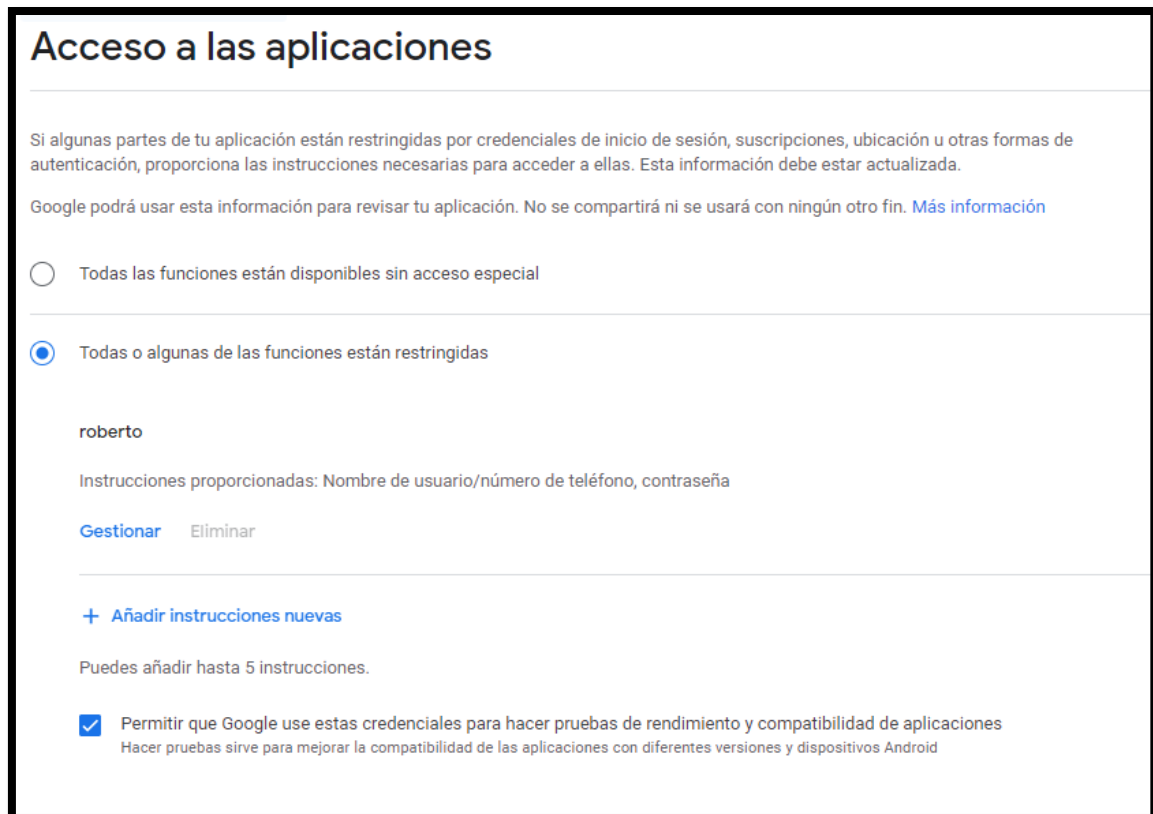 Acceso a las aplicaciones
Si algunas partes de tu aplicación están restringidas por credenciales de inicio de sesión, suscripciones, ubicación u otras formas de
autenticación, proporciona las instrucciones necesarias para acceder a ellas. Esta información debe estar actualizada.
Google podrá usar esta información para revisar tu aplicación. No se compartirá ni se usará con ningún otro fin. Más información
Todas las funciones están disponibles sin acceso especial
Todas o algunas de las funciones están restringidas
roberto
Instrucciones proporcionadas: Nombre de usuario/número de teléfono, contraseña
Gestionar Eliminar
+ Añadir instrucciones nuevas
Puedes añadir hasta 5 instrucciones.
Permitir que Google use estas credenciales para hacer pruebas de rendimiento y compatibilidad de aplicaciones
Hacer pruebas sirve para mejorar la compatibilidad de las aplicaciones con diferentes versiones y dispositivos Android